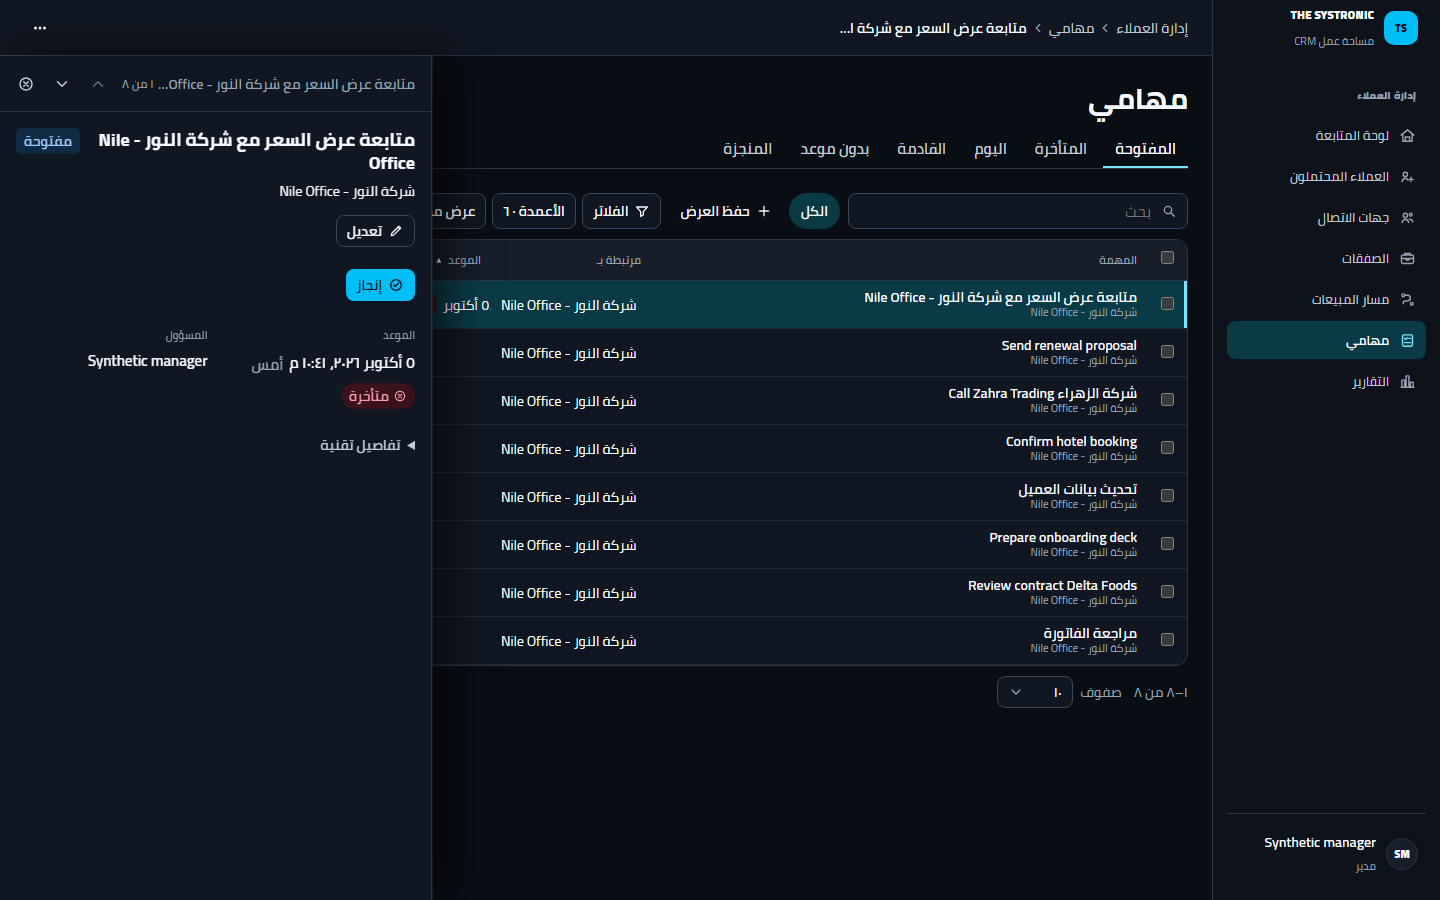 THE SYSTRONIC
TS
مساحة عمل CRM
إدارة العملاء
لوحة المتابعة
العملاء المحتملون
جهات الاتصال
الصفقات
مسار المبيعات
مهامي
التقارير
Synthetic manager
SM
مدير
إدارة العملاء
مهامي
متابعة عرض السعر مع شركة ا...
مهامي
المفتوحة
المتأخرة
اليوم
القادمة
بدون موعد
المنجزة
بحث
الكل
حفظ العرض
الفلاتر
الأعمدة ٦٠
عرض م
المهمة
مرتبطة بـ
الموعد
متابعة عرض السعر مع شركة النور - Nile Office
شركة النور - Nile Office
شركة النور - Nile Office
٥ أكتوبر
Send renewal proposal
شركة النور - Nile Office
شركة النور - Nile Office
Call Zahra Trading شركة الزهراء
شركة النور - Nile Office
شركة النور - Nile Office
Confirm hotel booking
شركة النور - Nile Office
شركة النور - Nile Office
تحديث بيانات العميل
شركة النور - Nile Office
شركة النور - Nile Office
Prepare onboarding deck
شركة النور - Nile Office
شركة النور - Nile Office
Review contract Delta Foods
شركة النور - Nile Office
شركة النور - Nile Office
مراجعة الفاتورة
شركة النور - Nile Office
شركة النور - Nile Office
١–٨ من ٨
صفوف
١٠
متابعة عرض السعر مع شركة النور - Office...
١ من ٨
متابعة عرض السعر مع شركة النور - Nile
Office
مفتوحة
شركة النور - Nile Office
تعديل
إنجاز
الموعد
المسؤول
٥ أكتوبر ٢٠٢٦، ١٠:٤١ م أمس
Synthetic manager
متأخرة
تفاصيل تقنية